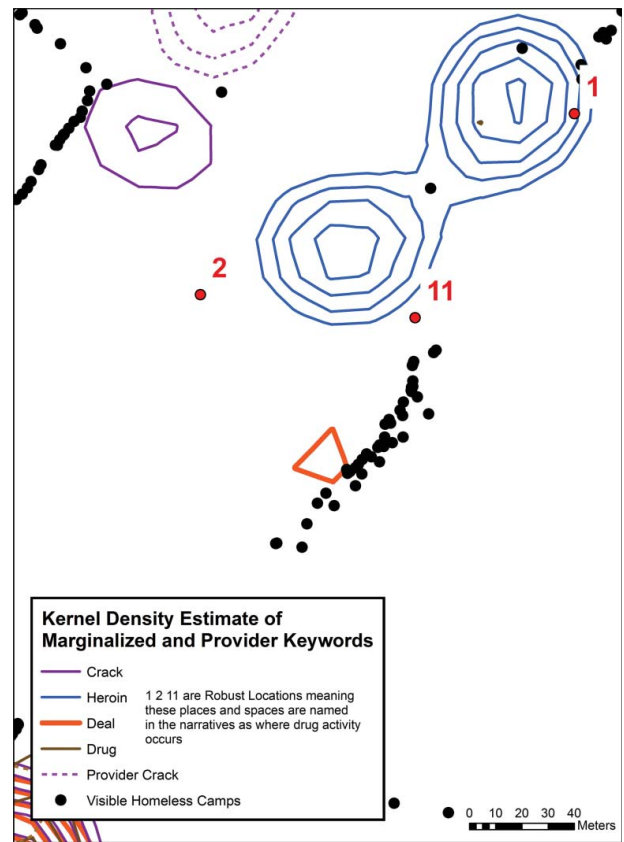 1
2
11
Kernel Density Estimate of
Marginalized and Provider Keywords
Crack
Heroin
Deal
Drug
Provider Crack
Visible Homeless Camps
1 2 11 are Robust Locations meaning
these places and spaces are named
in the narratives as where drug activity
occurs
0 10 20 30 40
Meters